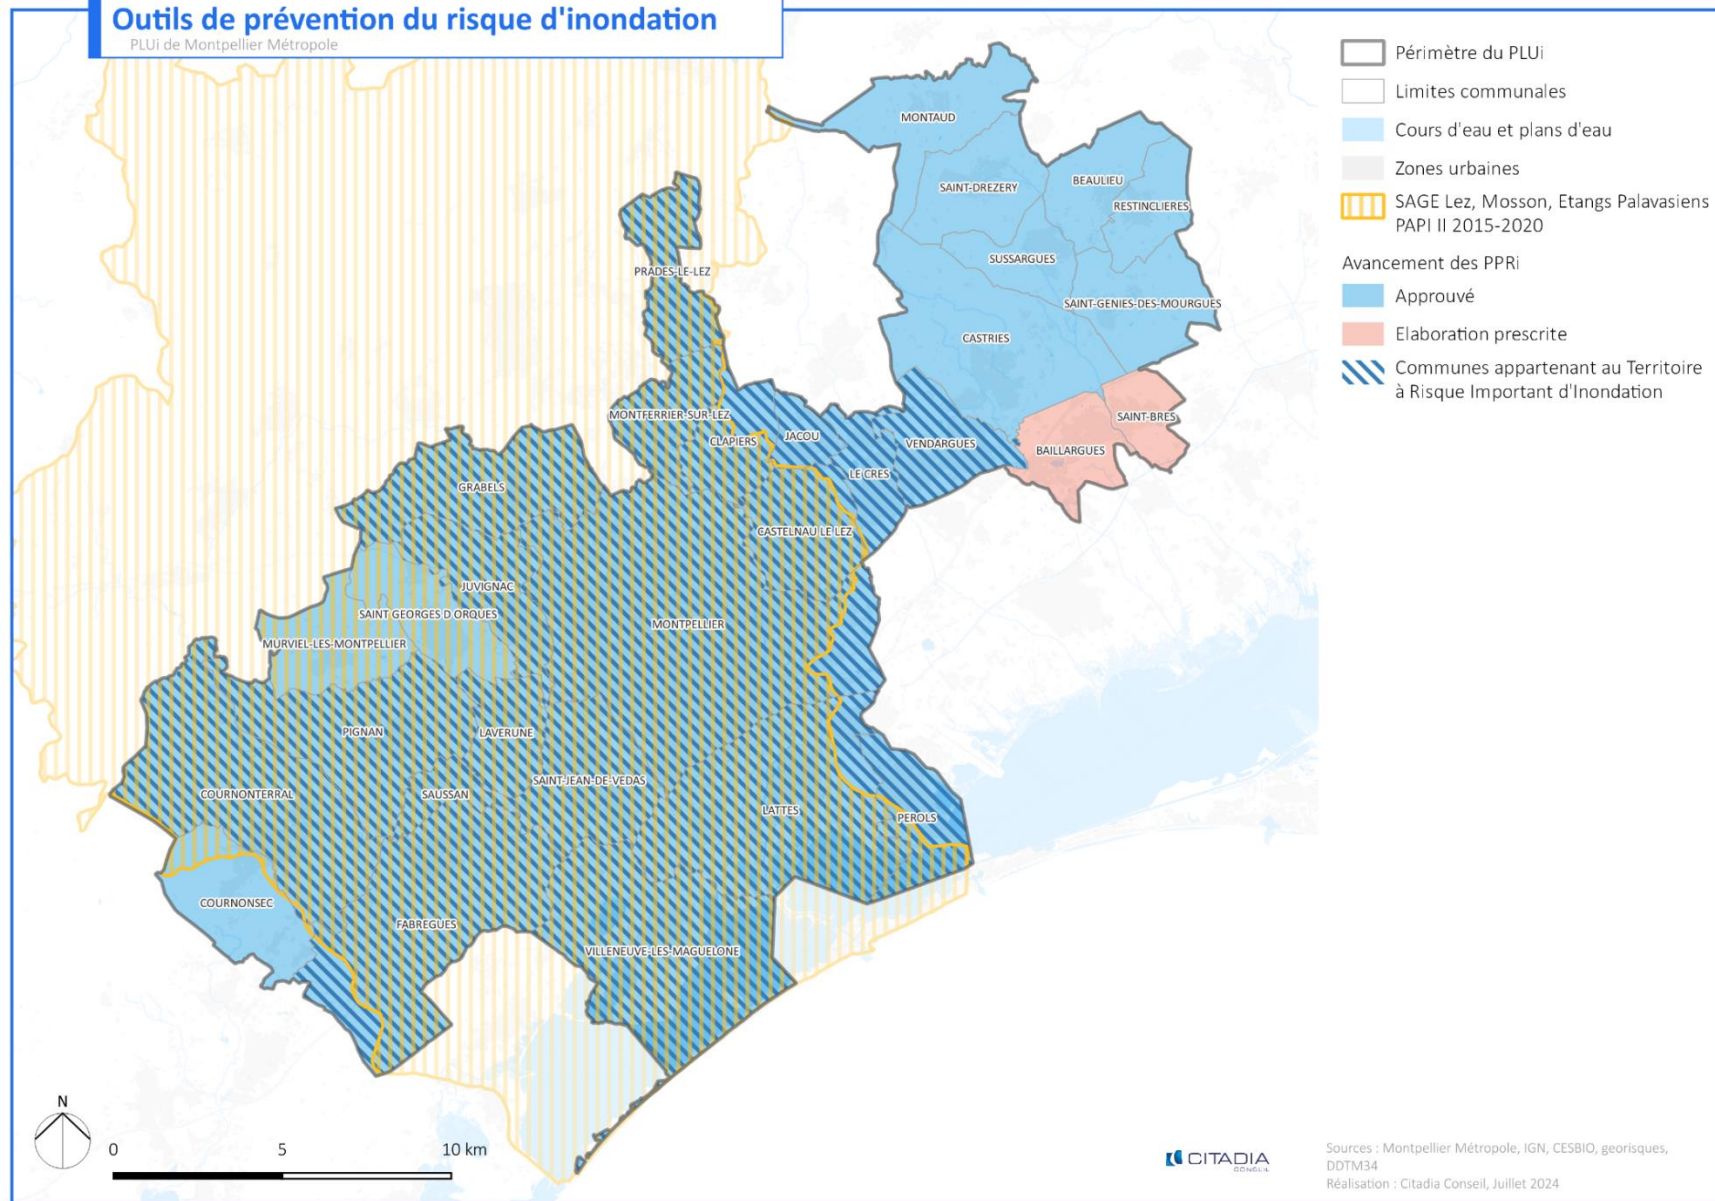 Outils de prévention du risque d'inondation
PLUi de Montpellier Métropole
Périmètre du PLUi
Limites communales
Cours d'eau et plans d'eau
Zones urbaines
SAGE Lez, Mosson, Etangs Palavasiens
PAPI II 2015-2020
Avancement des PPRi
Approuvé
Elaboration prescrite
Communes appartenant au Territoire
à Risque Important d'Inondation
MONTAUD
SAINT-DREZERY
BEAULIEU
RESTINCLIERES
SUSSARGUES
PRADES-LE-LEZ
SAINT-GENIES-DES-MOURGUES
CASTRIES
MONTFERRIER-SUR-LEZ
SAINT-BRES
CLAPIERS
JACOU
VENDARGUES
BAILLARGUES
LE CRES
GRABELS
CASTELNAU LE LEZ
JUVIGNAC
SAINT GEORGES D ORQUES
MONTPELLIER
MURVIEL-LES-MONTPELLIER
PIGNAN
LAVERUNE
SAINT-JEAN-DE-VEDAS
COURNONTERRAL
SAUSSAN
LATTES
PEROLS
COURNONSEC
FABREGUES
VILLENEUVE-LES-MAGUELONE
N
0 5 10 km
CITADIA
CONSEIL
Sources : Montpellier Métropole, IGN, CESBIO, georisques,
DDTM34
Réalisation : Citadia Conseil, Juillet 2024